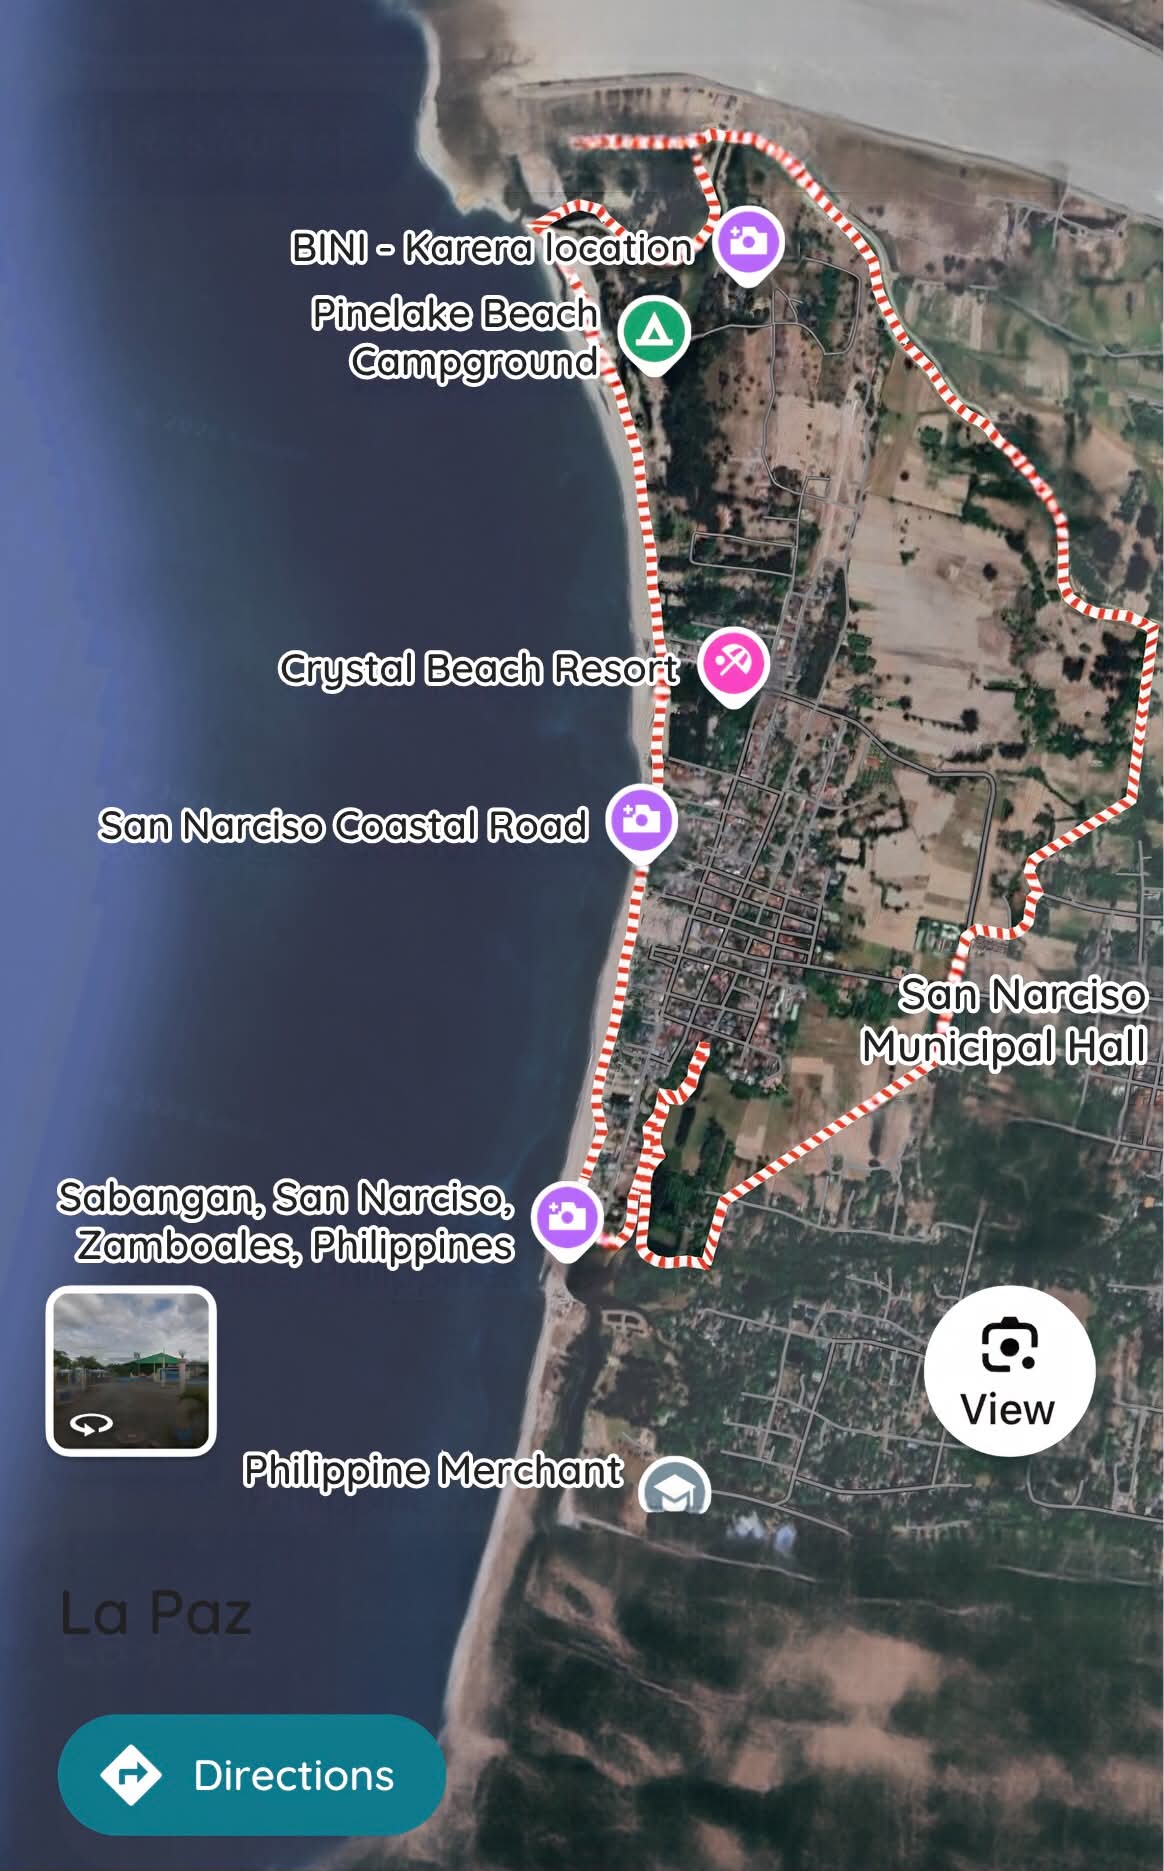 BINI - Karera location
Pinelake Beach
Campground
Crystal Beach Resort
San Narciso Coastal Road
San Narciso
Municipal Hall
Sabangan, San Narciso,
Zamboales, Philippines
View
Philippine Merchant
La Paz
Directions